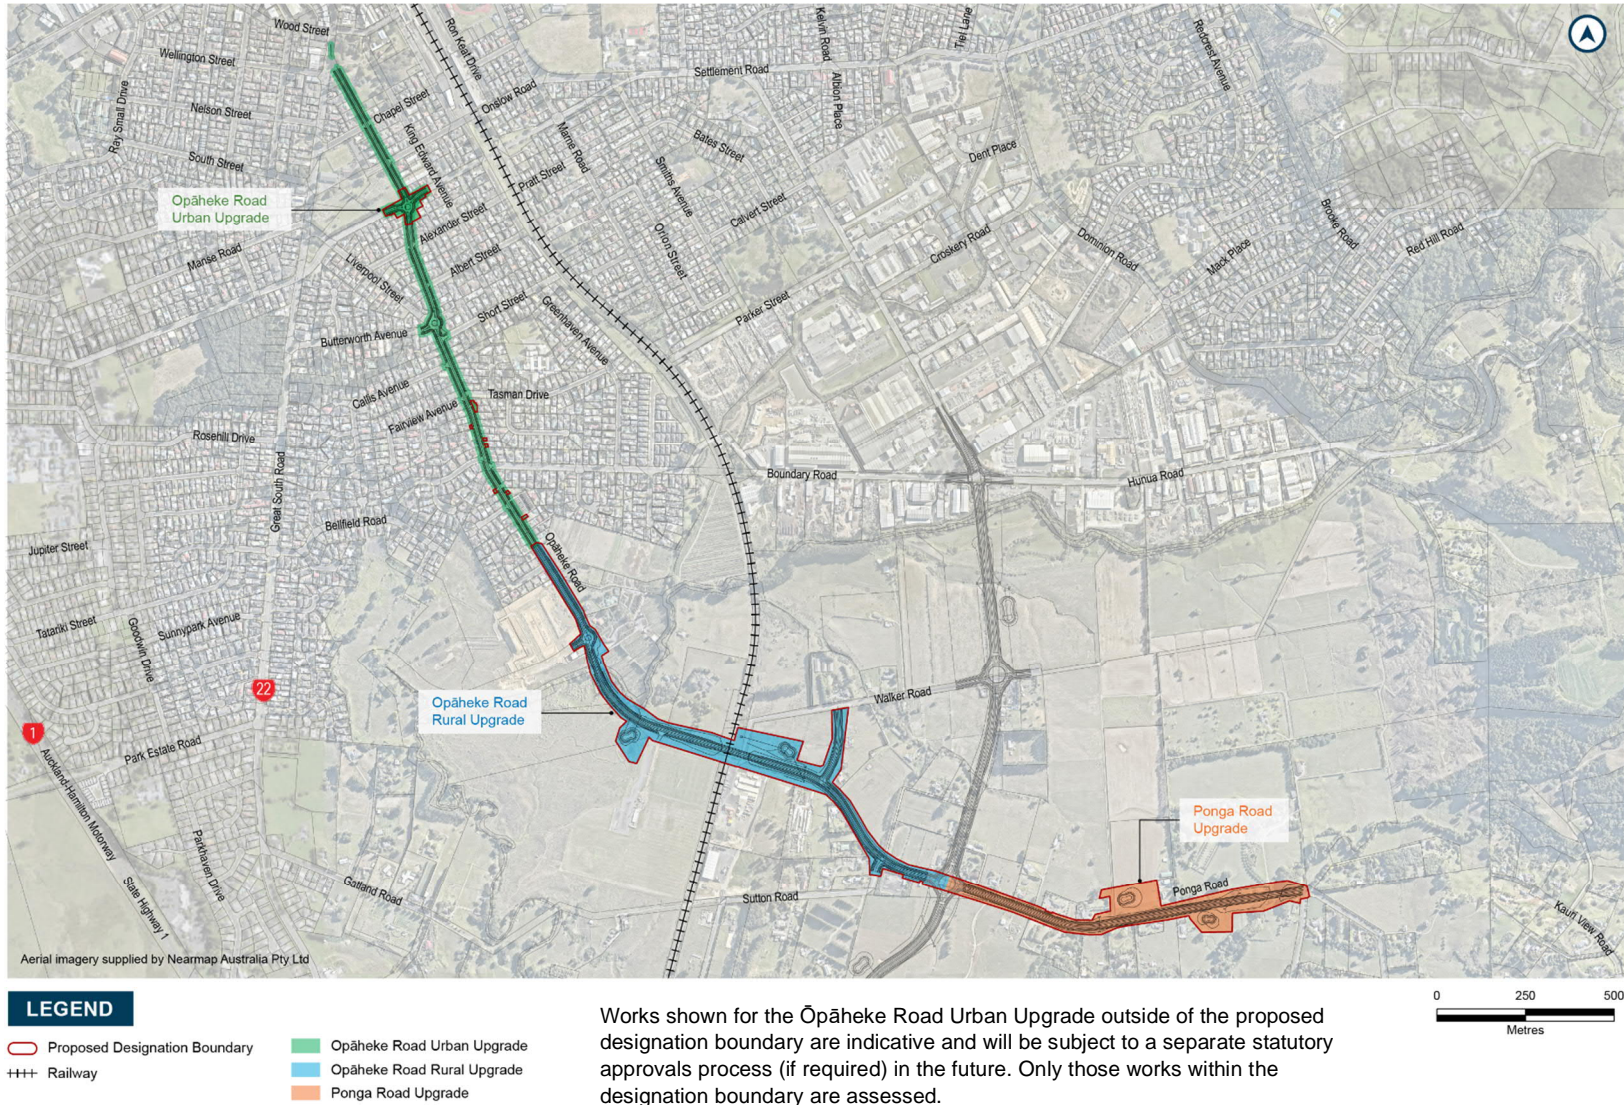 Wood Street
Ron Keat Drive
Kelvin Road
Tiel Lane
Redcrest Avenue
Wellington Street
Settlement Road
Albion Place
Ray Small Drive
Nelson Street
Chapel Street
Onslow Road
King Edward Avenue
Marne Road
Bates Street
Dent Place
South Street
Pratt Street
Smiths Avenue
Opāheke Road
Urban Upgrade
Alexander Street
Calvert Street
Brooke Road
Manse Road
Albert Street
Orion Street
Croskery Road
Dominion Road
Mack Place
Red Hill Road
Liverpool Street
Short Street
Greenhaven Avenue
Parker Street
Butterworth Avenue
Callis Avenue
Tasman Drive
Fairview Avenue
Rosehill Drive
Great South Road
Boundary Road
Hunua Road
Bellfield Road
Jupiter Street
Opāheke Road
Tatariki Street
Goodwin Drive
Sunnypark Avenue
22
Opāheke Road
Rural Upgrade
Walker Road
1
Park Estate Road
Auckland-Hamilton Motorway
Parkhaven Drive
Ponga Road
Upgrade
State Highway 1
Gatland Road
Sutton Road
Ponga Road
Kauri View Road
Aerial imagery supplied by Nearmap Australia Pty Ltd
LEGEND
Proposed Designation Boundary
Railway
Opāheke Road Urban Upgrade
Opāheke Road Rural Upgrade
Ponga Road Upgrade
Works shown for the Ōpāheke Road Urban Upgrade outside of the proposed
designation boundary are indicative and will be subject to a separate statutory
approvals process (if required) in the future. Only those works within the
designation boundary are assessed.
0 250 500
Metres